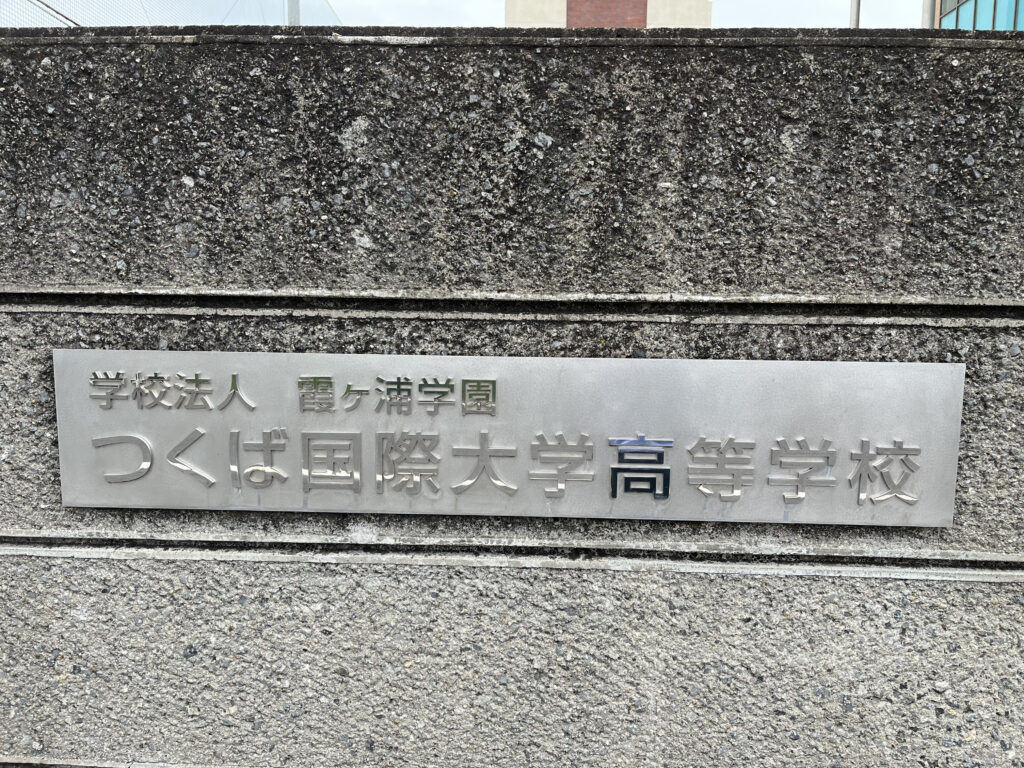 学校法人　霞ヶ浦学園
つくば国際大学高等学校